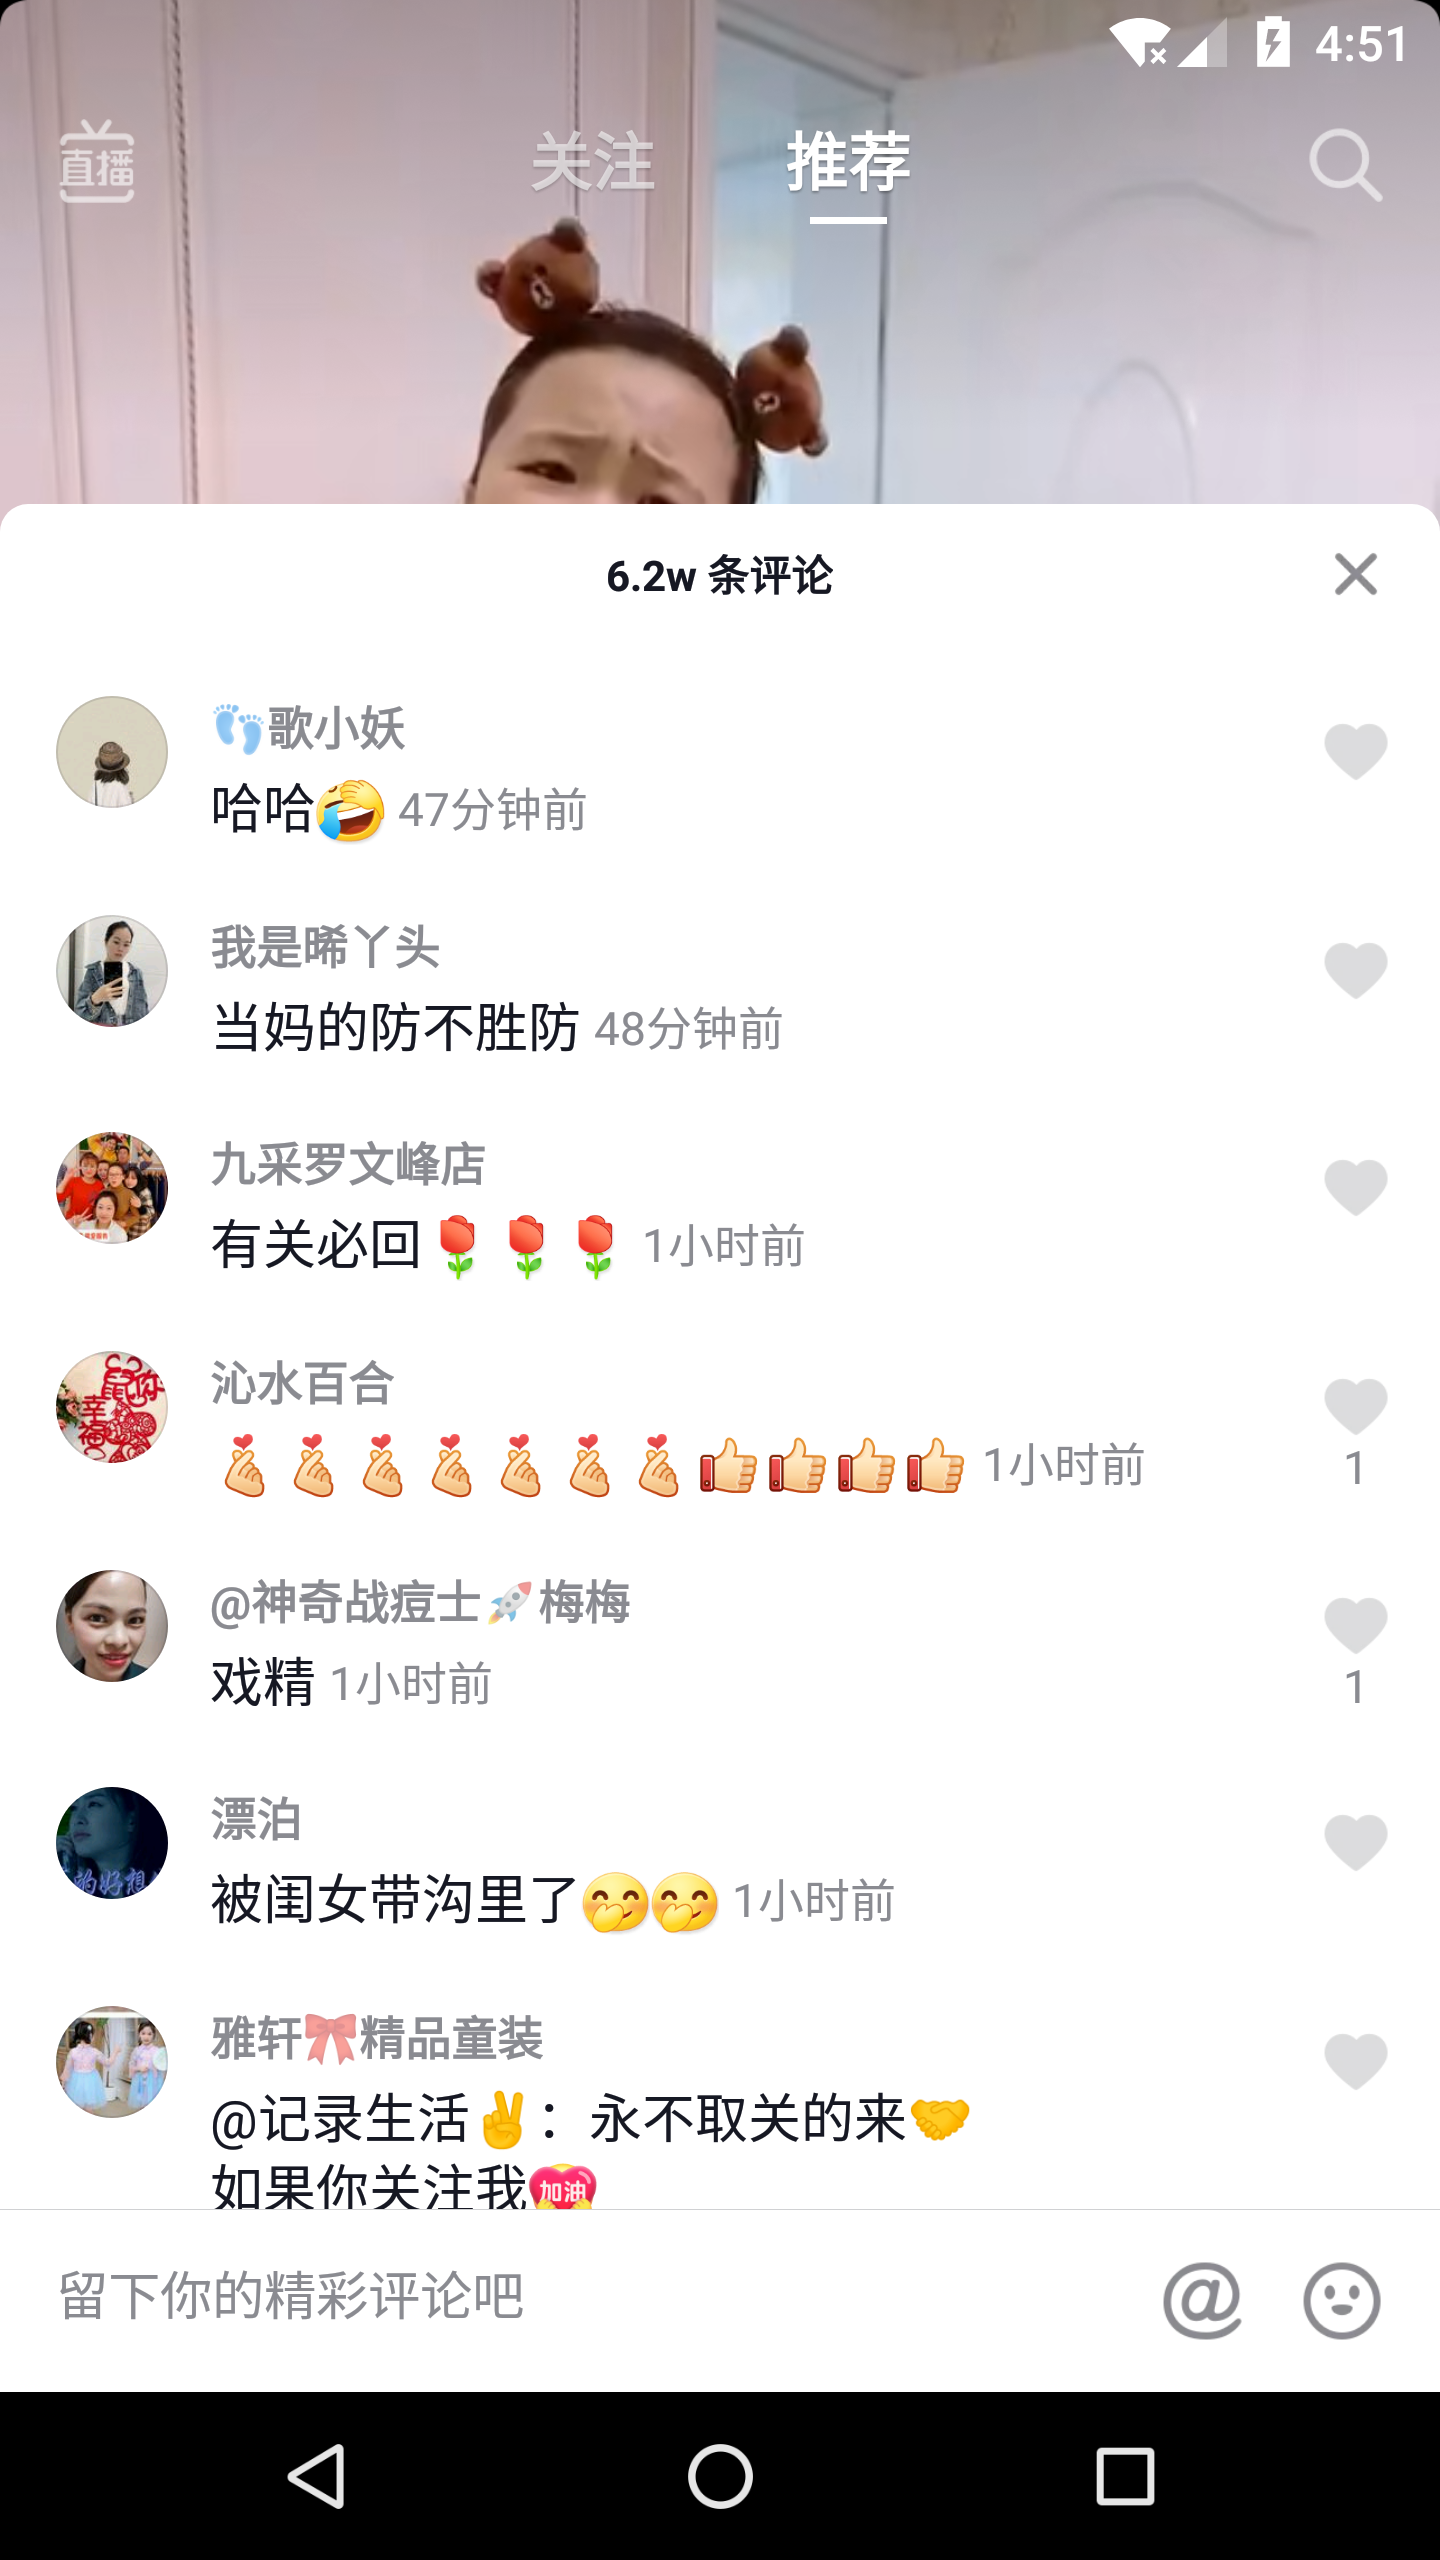 4:51
直播
关注
推荐
6.2w 条评论
👣歌小妖
哈哈🤣 47分钟前
我是晞丫头
当妈的防不胜防 48分钟前
九采罗文峰店
有关必回🌹🌹🌹 1小时前
沁水百合
🫰🫰🫰🫰🫰🫰🫰👍👍👍👍 1小时前
1
@神奇战痘士🚀梅梅
戏精 1小时前
1
漂泊
被闺女带沟里了🤭🤭 1小时前
雅轩🎀精品童装
@记录生活✌️：永不取关的来🤝
如果你关注我
加油
留下你的精彩评论吧